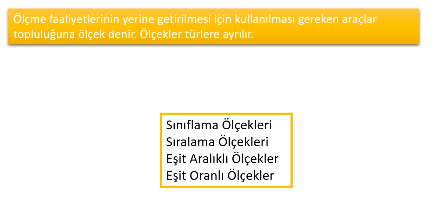 Ölçme faaliyetlerinin yerine getirilmesi için kullanılması gereken araçlar
topluluğuna ölçek denir. Ölçekler türlere ayrılır.
Sınıflama Ölçekleri
Sıralama Ölçekleri
Eşit Aralıklı Ölçekler
Eşit Oranlı Ölçekler